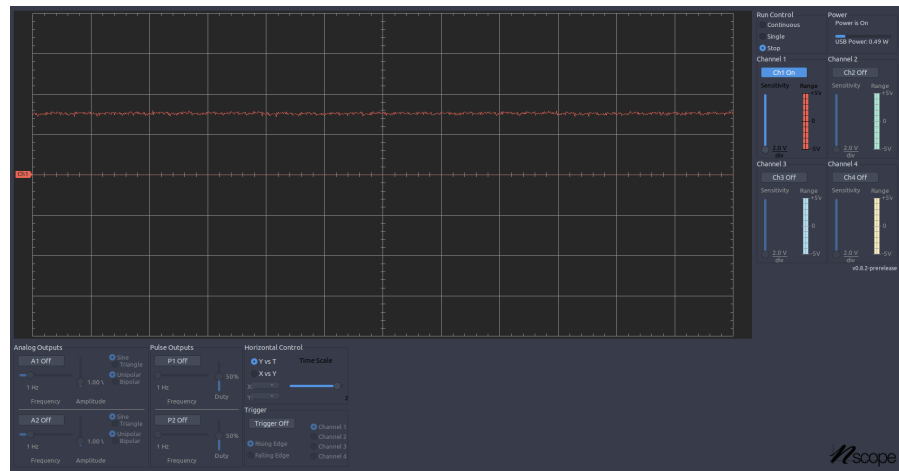 Run Control
Continuous
Single
Stop
Power
Power is On
USB Power: 0.49 W
Channel 1
Ch1 On
Sensitivity
Range
+5V
0
-5V
2.0 V
div
Channel 2
Ch2 Off
Sensitivity
Range
+5V
0
-5V
2.0 V
div
Ch1
Channel 3
Ch3 Off
Sensitivity
Range
+5V
0
-5V
2.0 V
div
Channel 4
Ch4 Off
Sensitivity
Range
+5V
0
-5V
2.0 V
div
v0.8.2-prerelease
Analog Outputs
A1 Off
Sine
Triangle
Unipolar
Bipolar
1.00 V
1 Hz
Frequency
Amplitude
A2 Off
Sine
Triangle
Unipolar
Bipolar
1.00 V
1 Hz
Frequency
Amplitude
Pulse Outputs
P1 Off
50%
1 Hz
Frequency
Duty
P2 Off
50%
1 Hz
Frequency
Duty
Horizontal Control
Y vs T
X vs Y
Time Scale
X:
Y:
Trigger
Trigger Off
Rising Edge
Falling Edge
Channel 1
Channel 2
Channel 3
Channel 4
nscope